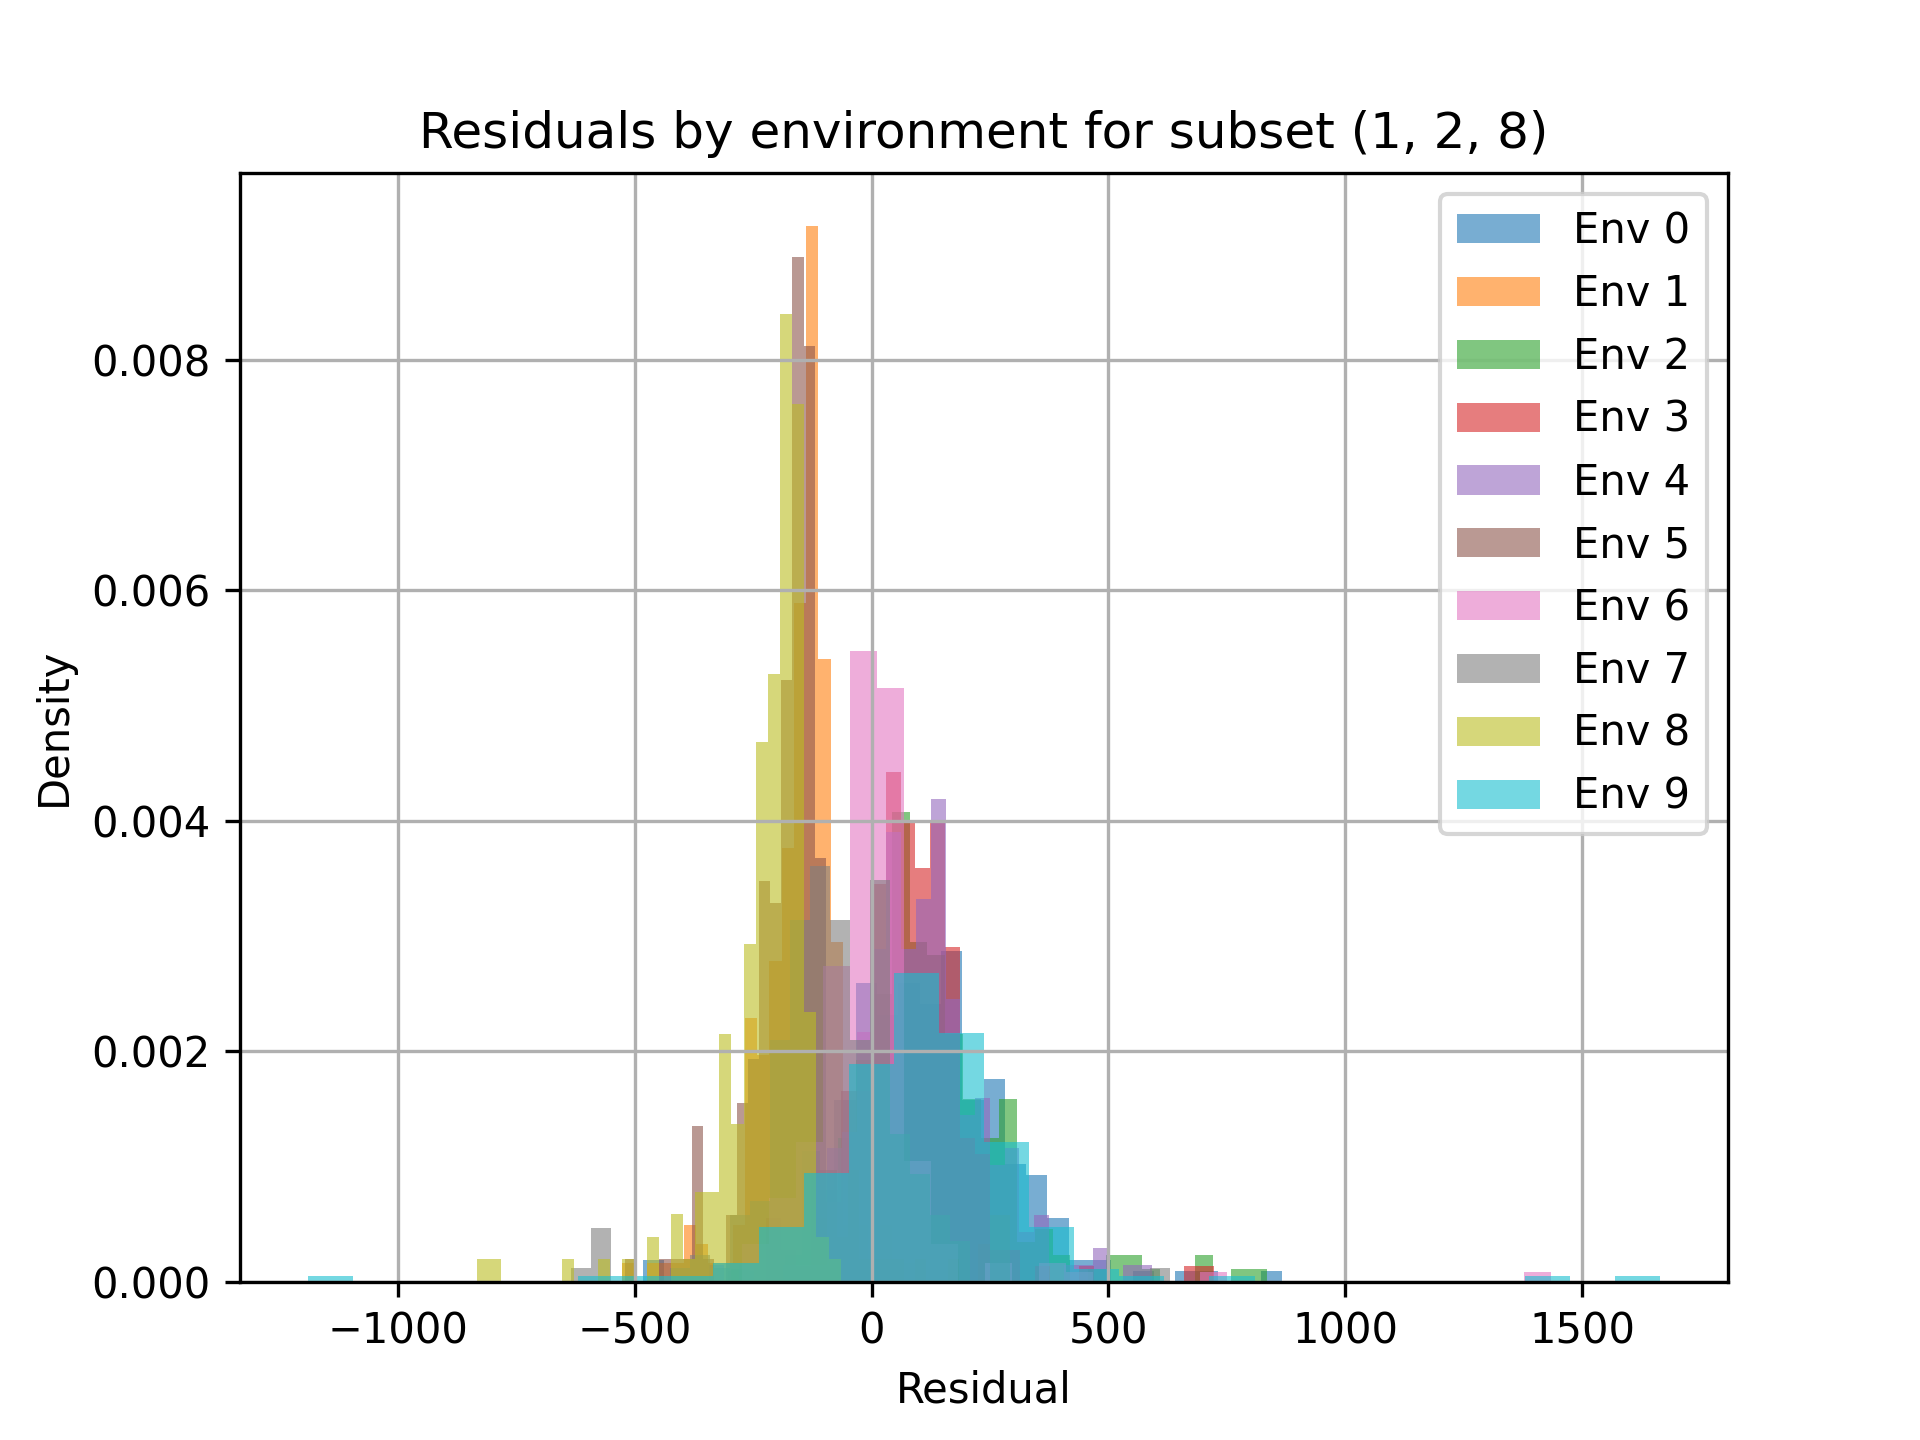 Residuals by environment for subset (1, 2, 8)
Env 0
Env 1
Env 2
Env 3
Env 4
Env 5
Env 6
Env 7
Env 8
Env 9
0.008
0.006
0.004
0.002
0.000
Density
−1000
−500
0
500
1000
1500
Residual